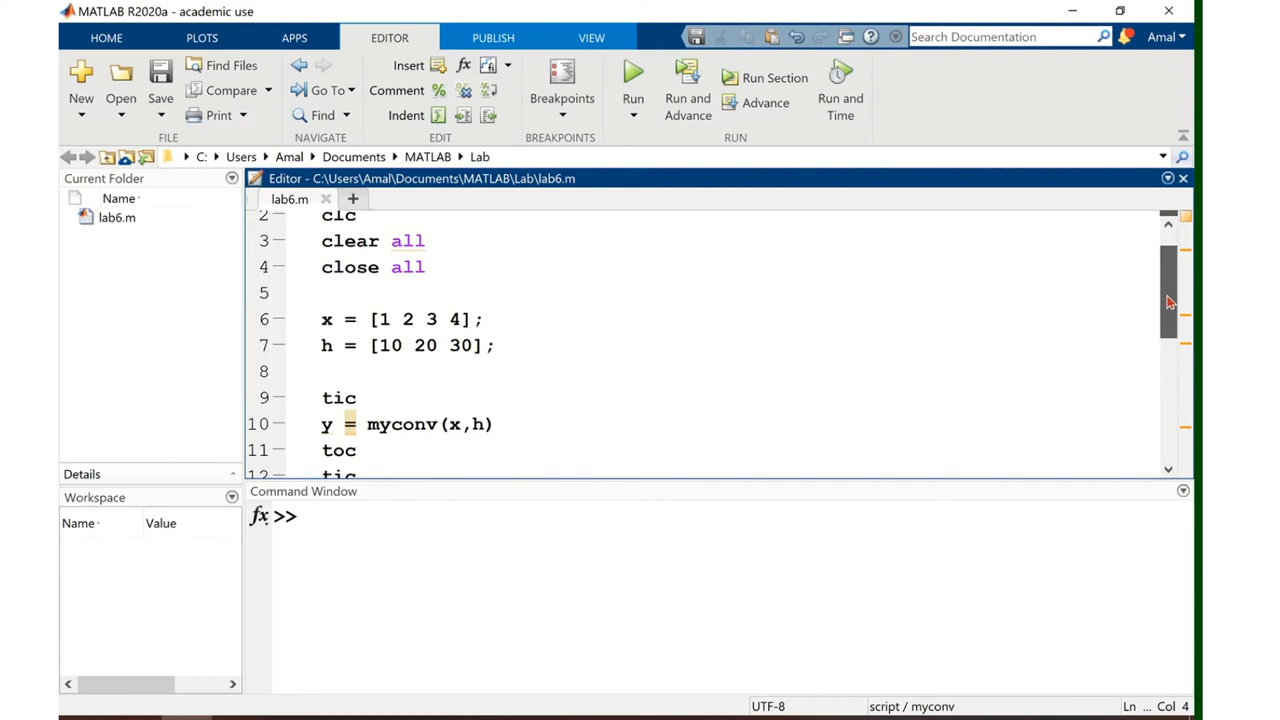 MATLAB R2020a - academic use
HOME PLOTS APPS EDITOR PUBLISH VIEW Search Documentation Amal
New Open Save Find Files Compare Print
FILE
Go To Find
NAVIGATE
Insert fx
Comment
Indent
EDIT
Breakpoints
BREAKPOINTS
Run Run and Advance Run Section Advance Run and Time
RUN
C: Users Amal Documents MATLAB Lab
Current Folder
Name
lab6.m
Details
Workspace
Name Value
Editor - C:\Users\Amal\Documents\MATLAB\Lab\lab6.m
lab6.m
2 clc
3 clear all
4 close all
5
6 x = [1 2 3 4];
7 h = [10 20 30];
8
9 tic
10 y = myconv(x,h)
11 toc
12 tic
Command Window
fx >>
UTF-8 script / myconv Ln ... Col 4